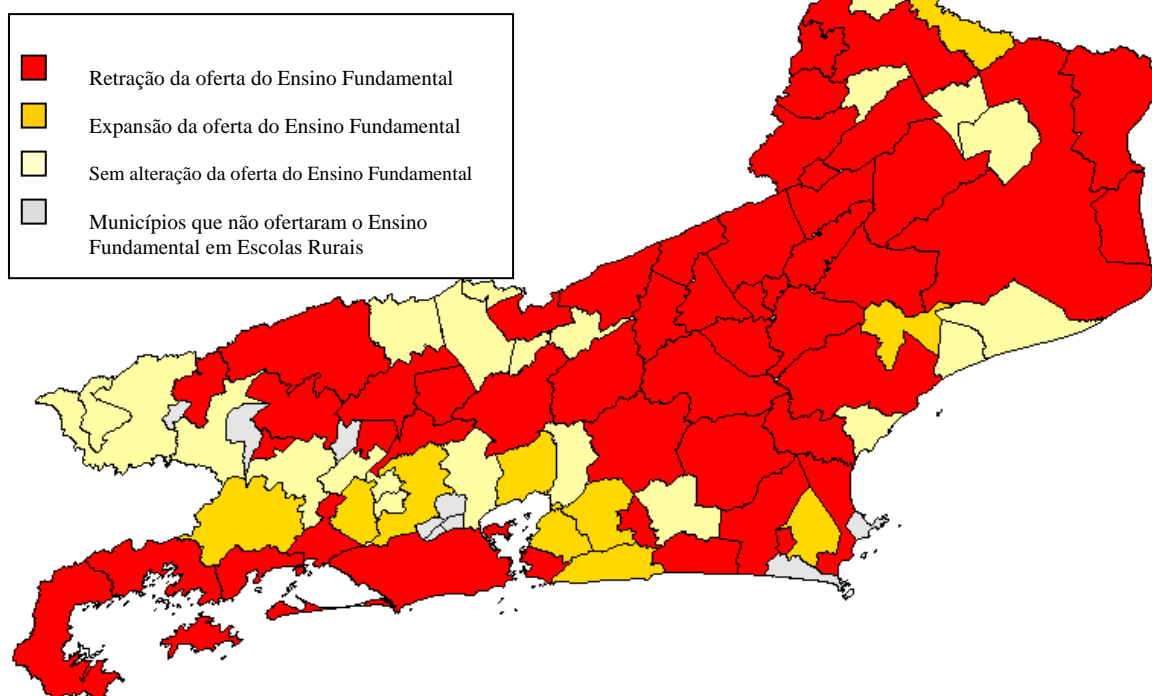 Retração da oferta do Ensino Fundamental
Expansão da oferta do Ensino Fundamental
Sem alteração da oferta do Ensino Fundamental
Municípios que não ofertaram o Ensino
Fundamental em Escolas Rurais